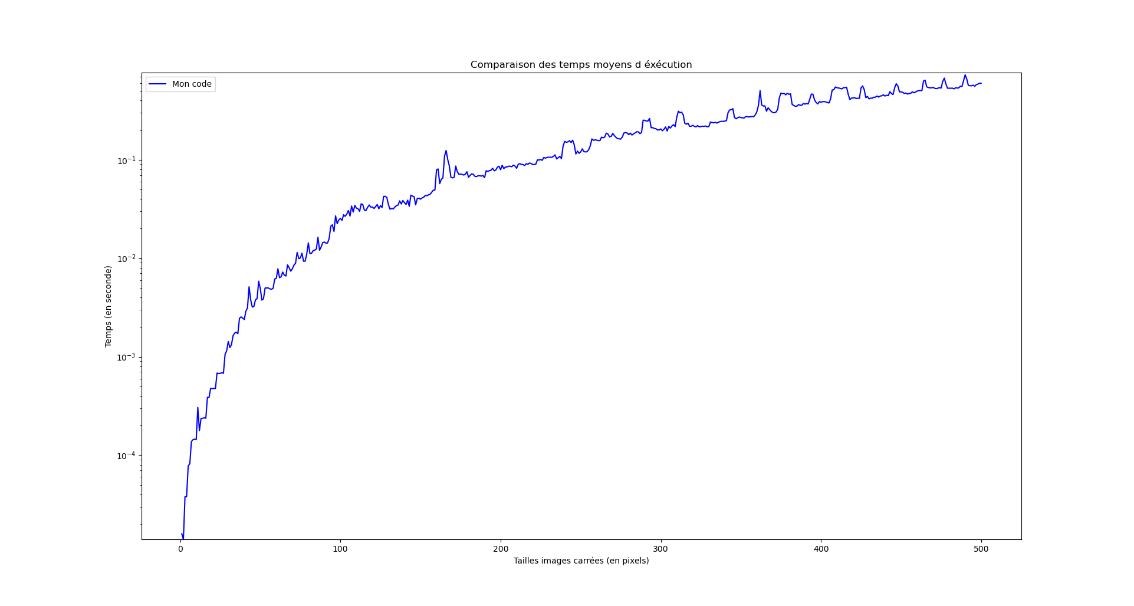 Comparaison des temps moyens d éxécution
Mon code
Temps (en seconde)
10⁻¹
10⁻²
10⁻³
10⁻⁴
0 100 200 300 400 500
Tailles images carrées (en pixels)